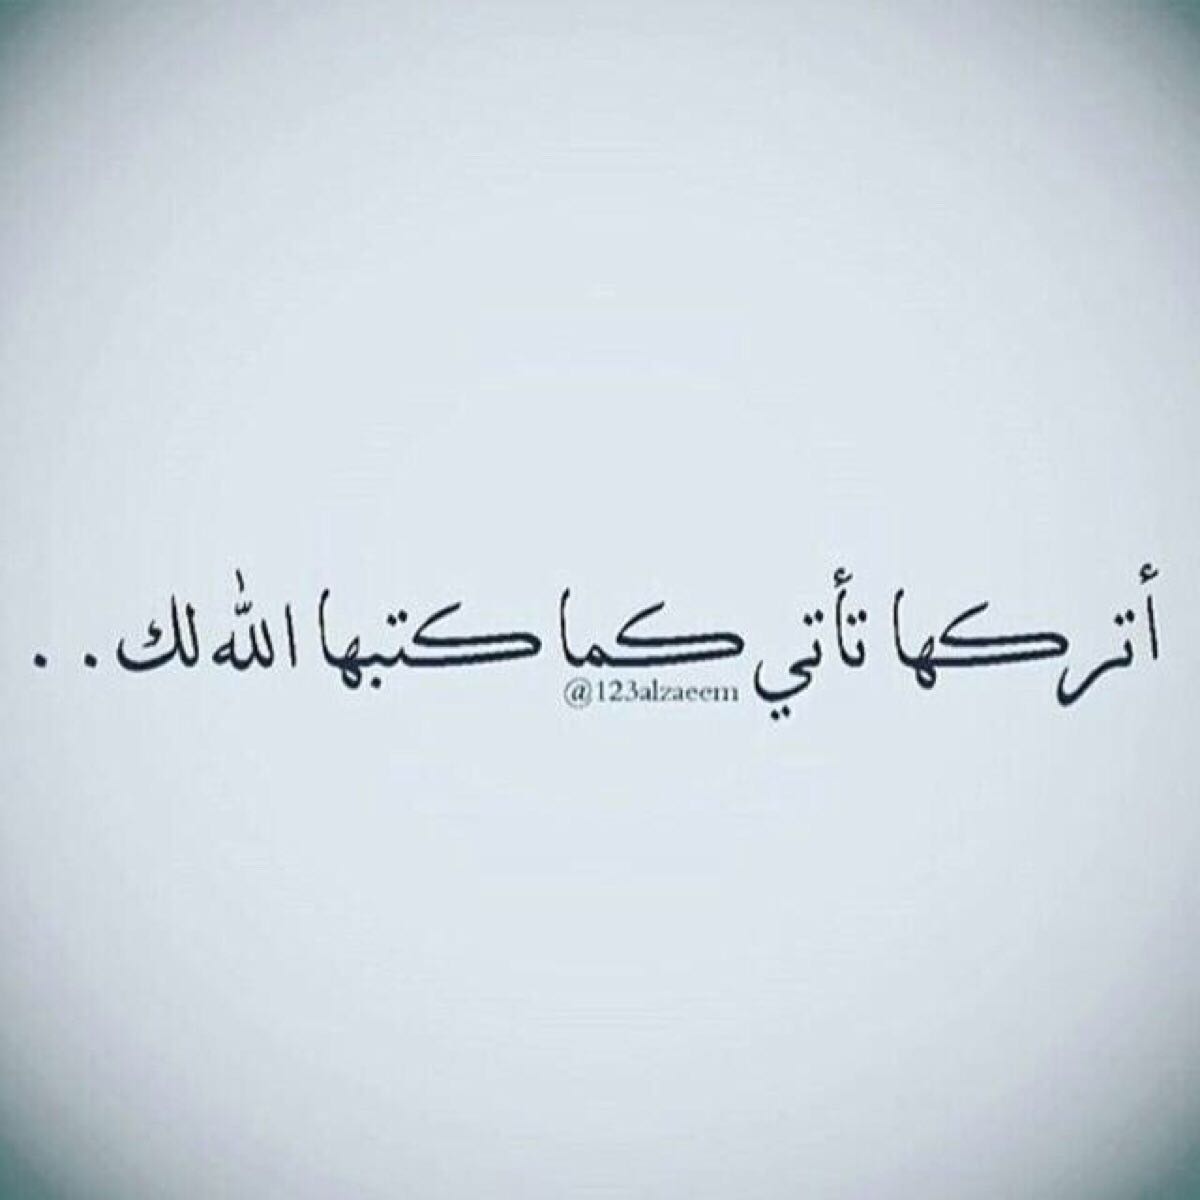 أتركها تأتي كما كتبها الله لك . .
@123alzaeem